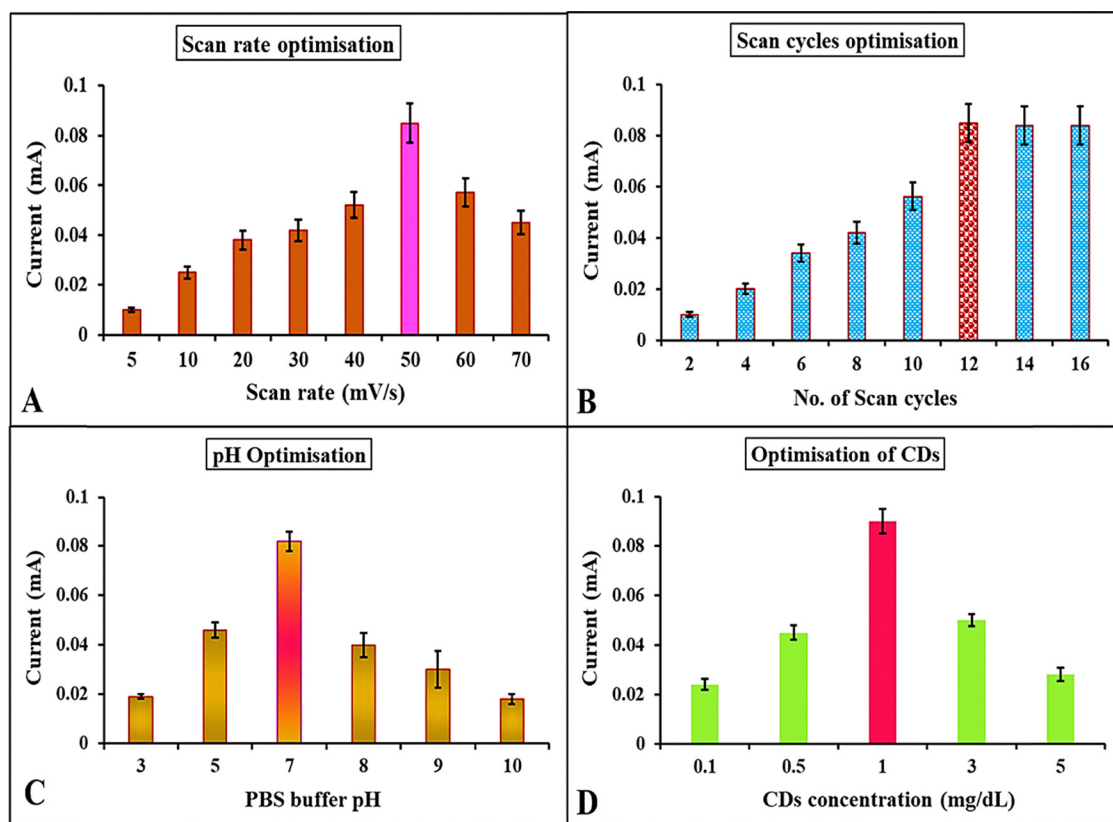 Scan rate optimisation
Current (mA)
0.1
0.08
0.06
0.04
0.02
0
5 10 20 30 40 50 60 70
Scan rate (mV/s)
A
Scan cycles optimisation
Current (mA)
0.1
0.08
0.06
0.04
0.02
0
2 4 6 8 10 12 14 16
No. of Scan cycles
B
pH Optimisation
Current (mA)
0.1
0.08
0.06
0.04
0.02
0
3 5 7 8 9 10
PBS buffer pH
C
Optimisation of CDs
Current (mA)
0.1
0.08
0.06
0.04
0.02
0
0.1 0.5 1 3 5
CDs concentration (mg/dL)
D